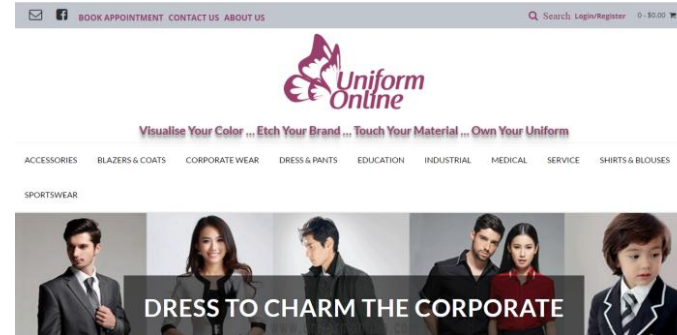 BOOK APPOINTMENT CONTACT US ABOUT US Search Login/Register 0 - $0.00
Uniform
Online
Visualise Your Color ... Etch Your Brand ... Touch Your Material ... Own Your Uniform
ACCESSORIES BLAZERS & COATS CORPORATE WEAR DRESS & PANTS EDUCATION INDUSTRIAL MEDICAL SERVICE SHIRTS & BLOUSES
SPORTSWEAR
DRESS TO CHARM THE CORPORATE